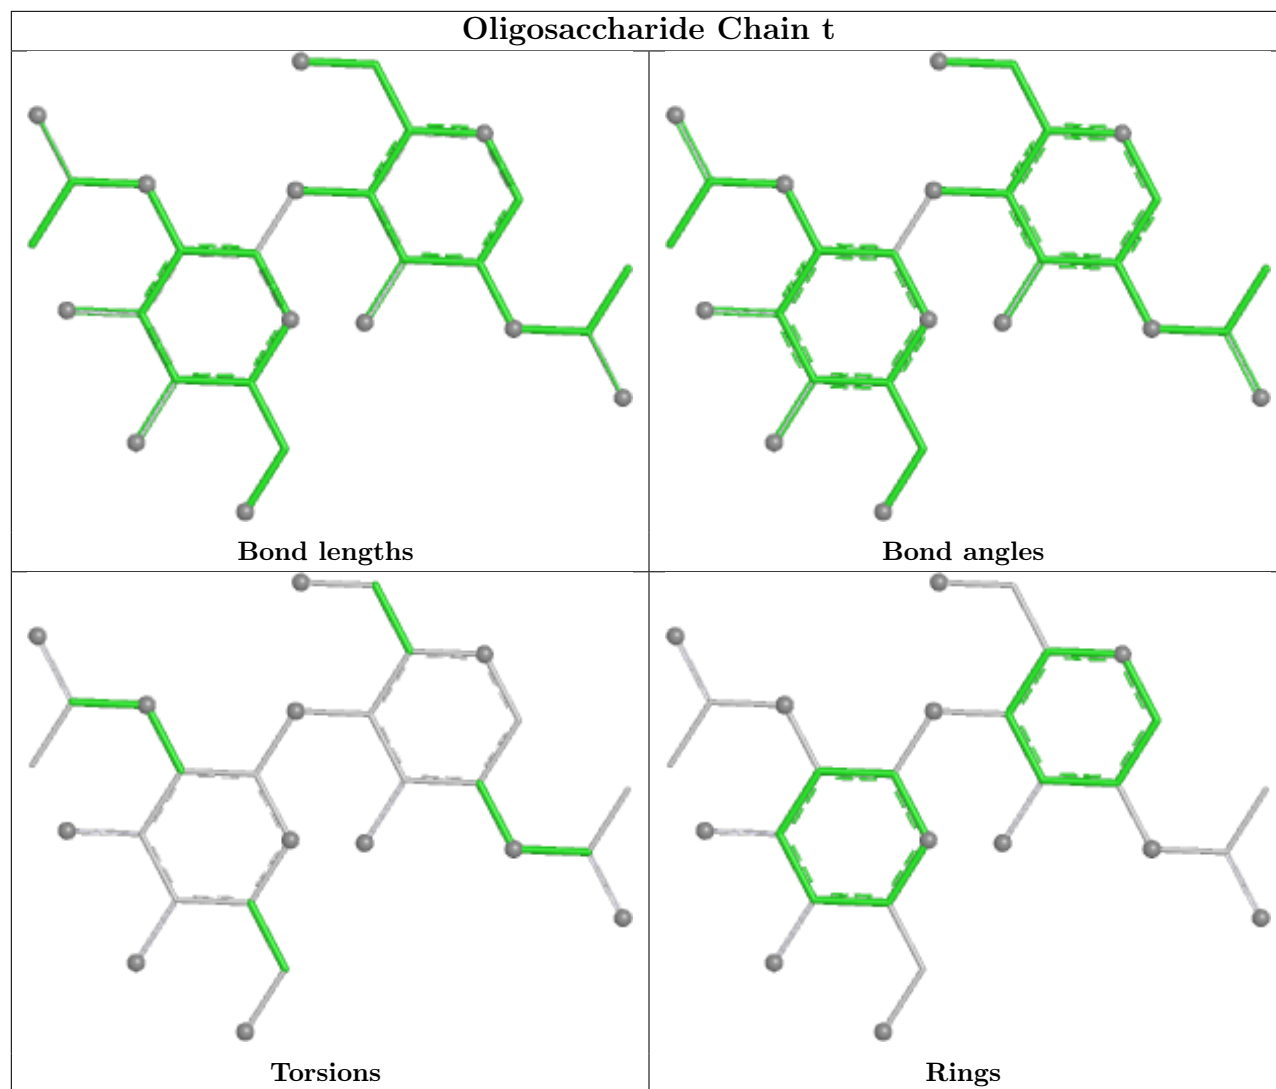 Oligosaccharide Chain t
Bond lengths
Bond angles
Torsions
Rings